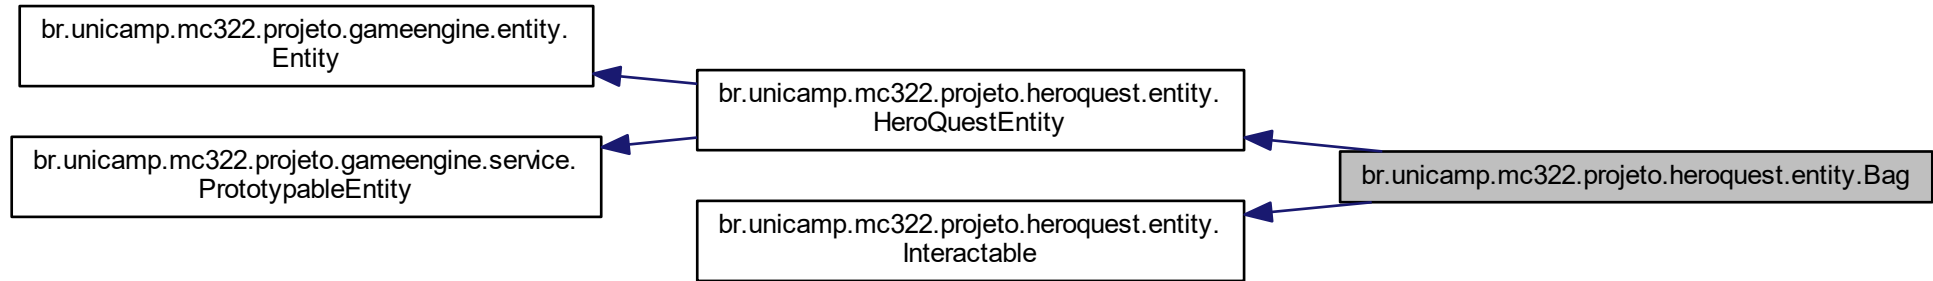 br.unicamp.mc322.projeto.gameengine.entity.
Entity
br.unicamp.mc322.projeto.gameengine.service.
PrototypableEntity
br.unicamp.mc322.projeto.heroquest.entity.
HeroQuestEntity
br.unicamp.mc322.projeto.heroquest.entity.
Interactable
br.unicamp.mc322.projeto.heroquest.entity.Bag